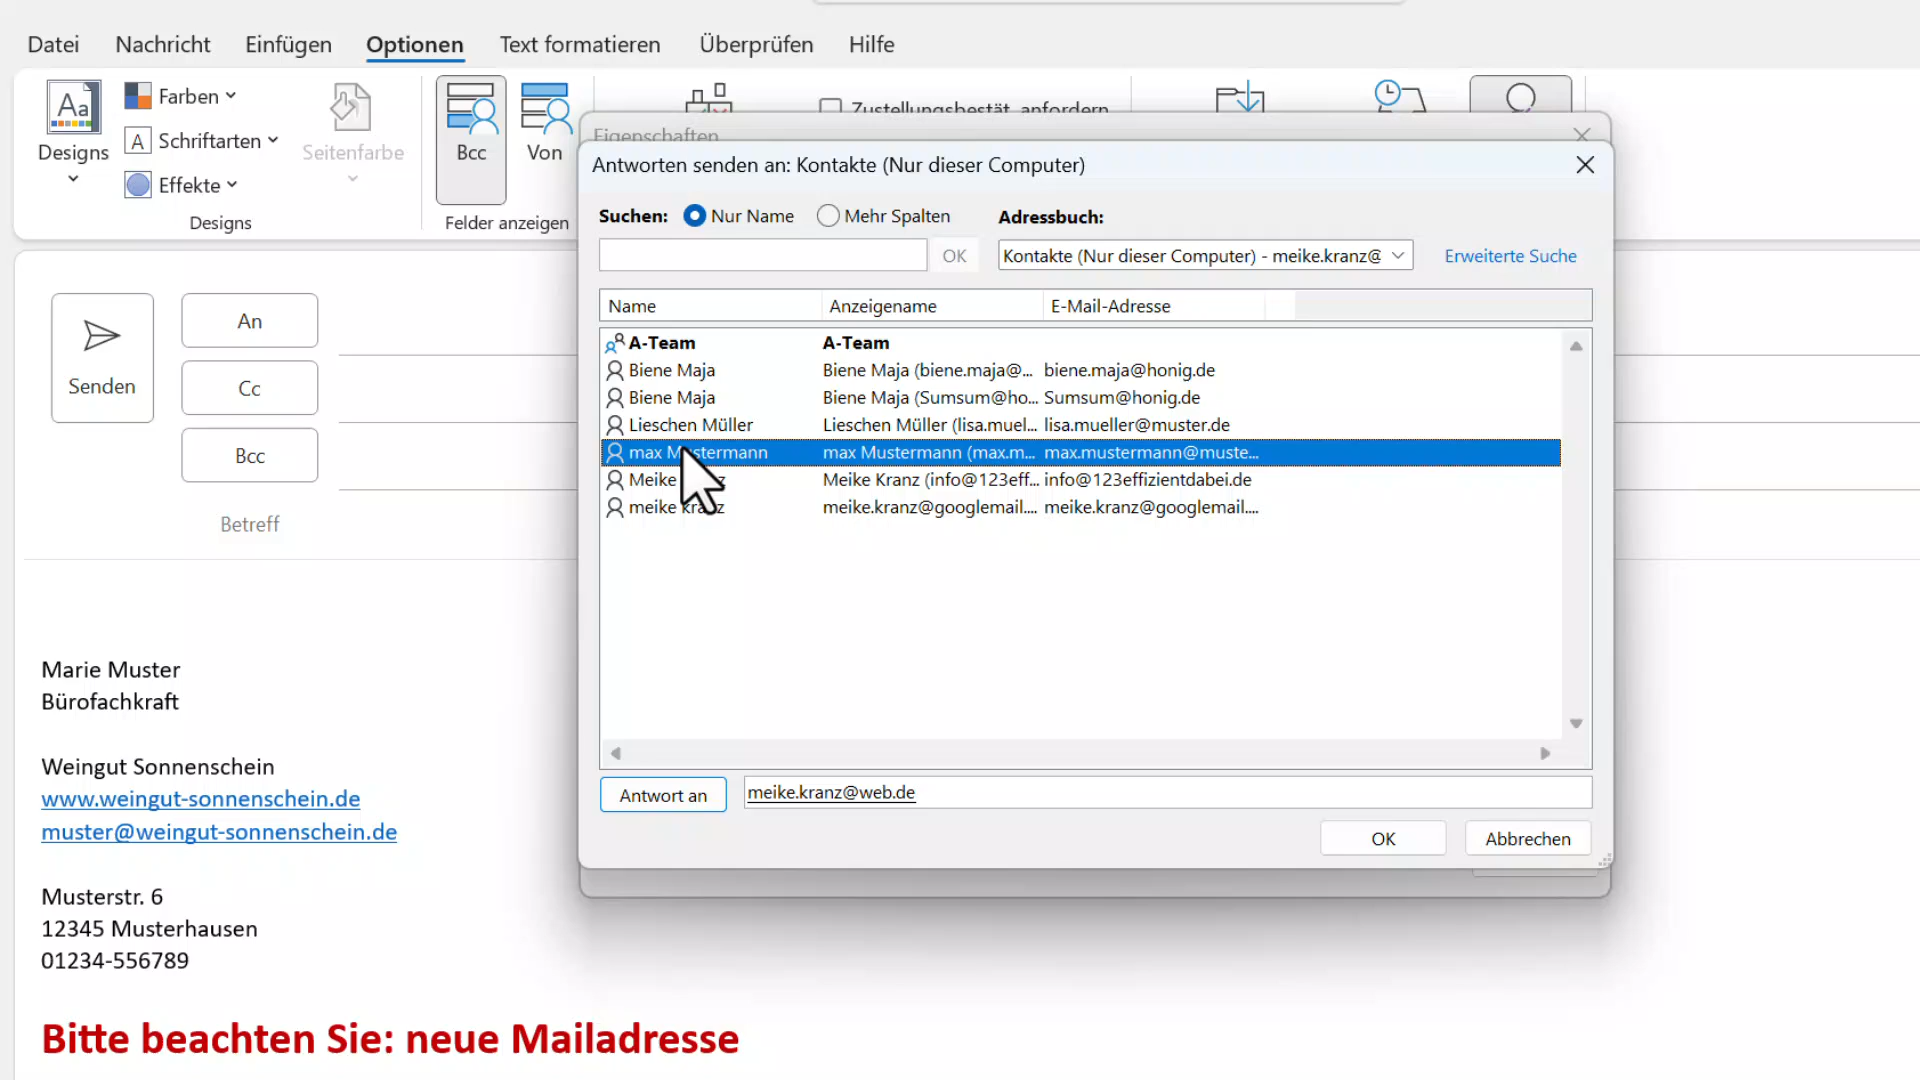 Datei Nachricht Einfügen Optionen Text formatieren Überprüfen Hilfe
Designs
Farben
Schriftarten
Effekte
Seitenfarbe
Designs
Bcc
Von
Felder anzeigen
Zustellungsbestät. anfordern
Eigenschaften
Antworten senden an: Kontakte (Nur dieser Computer)
Suchen: Nur Name Mehr Spalten Adressbuch:
OK Kontakte (Nur dieser Computer) - meike.kranz@ Erweiterte Suche
Name Anzeigename E-Mail-Adresse
A-Team A-Team
Biene Maja Biene Maja (biene.maja@... biene.maja@honig.de
Biene Maja Biene Maja (Sumsum@ho... Sumsum@honig.de
Lieschen Müller Lieschen Müller (lisa.muel... lisa.mueller@muster.de
max Mustermann max Mustermann (max.m... max.mustermann@muste...
Meike Meike Kranz (info@123eff... info@123effizientdabei.de
meike kranz meike.kranz@googlemail.... meike.kranz@googlemail....
Antwort an meike.kranz@web.de
OK Abbrechen
Senden
An
Cc
Bcc
Betreff
Marie Muster
Bürofachkraft
Weingut Sonnenschein
www.weingut-sonnenschein.de
muster@weingut-sonnenschein.de
Musterstr. 6
12345 Musterhausen
01234-556789
Bitte beachten Sie: neue Mailadresse